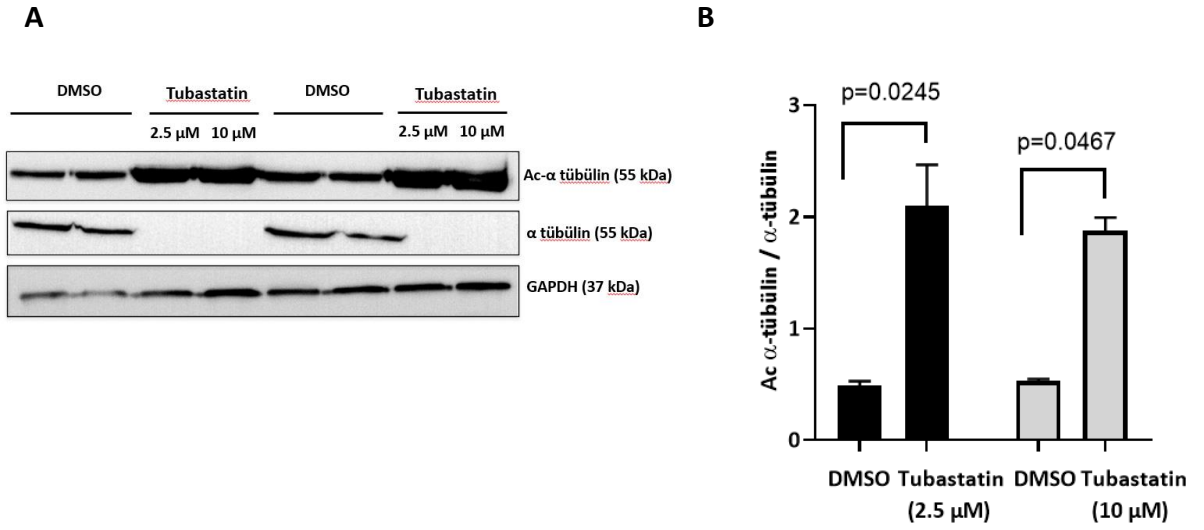 A
DMSO
Tubastatin
DMSO
Tubastatin
2.5 µM 10 µM
2.5 µM 10 µM
Ac-α tübülin (55 kDa)
α tübülin (55 kDa)
GAPDH (37 kDa)
B
p=0.0245
p=0.0467
Ac α-tübülin / α-tübülin
3
2
1
0
DMSO Tubastatin DMSO Tubastatin
(2.5 µM) (10 µM)